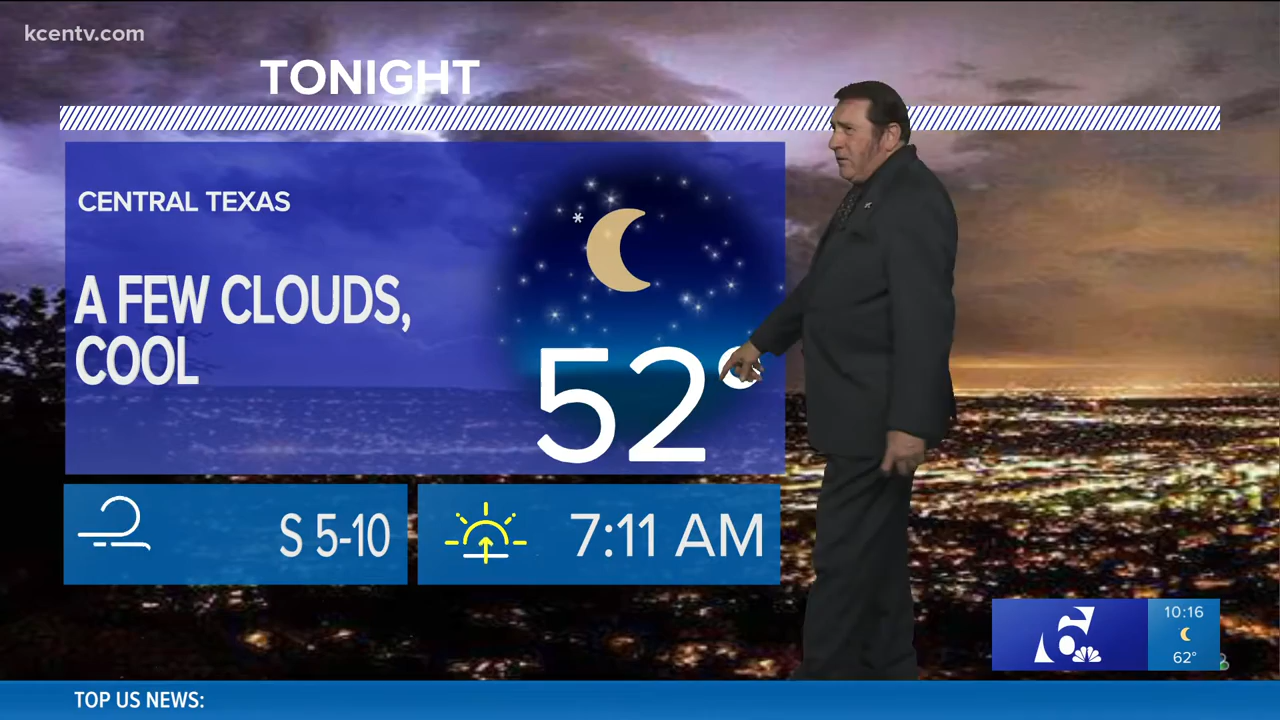 kcentv.com
TONIGHT
CENTRAL TEXAS
A FEW CLOUDS,
COOL
52°
S 5-10
7:11 AM
6
10:16
62°
TOP US NEWS: